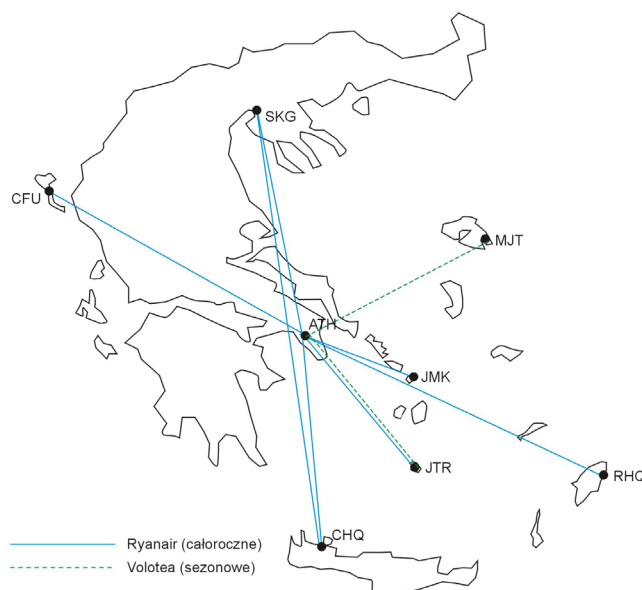 SKG
CFU
MJT
ATH
JMK
JTR
RHO
CHQ
Ryanair (całoroczne)
Volotea (sezonowe)